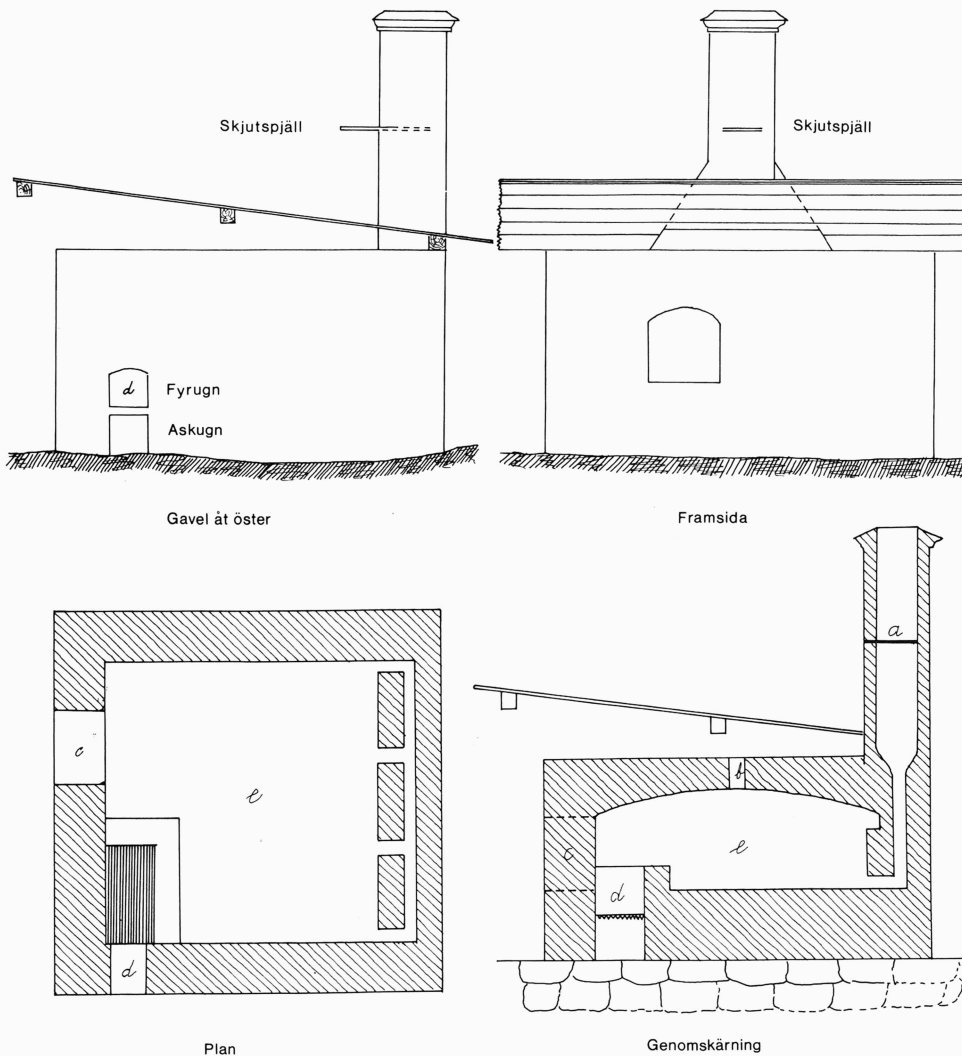 Skjutspjäll
Skjutspjäll
d
Fyrugn
Askugn
Gavel åt öster
Framsida
c
e
d
Plan
a
b
c
e
d
Genomskärning